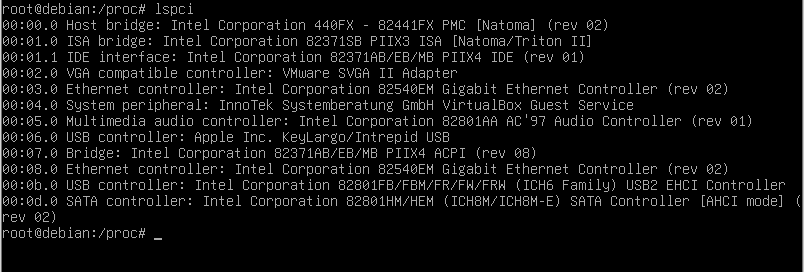 root@debian:/proc# lspci
00:00.0 Host bridge: Intel Corporation 440FX - 82441FX PMC [Natoma] (rev 02)
00:01.0 ISA bridge: Intel Corporation 82371SB PIIX3 ISA [Natoma/Triton II]
00:01.1 IDE interface: Intel Corporation 82371AB/EB/MB PIIX4 IDE (rev 01)
00:02.0 VGA compatible controller: VMware SVGA II Adapter
00:03.0 Ethernet controller: Intel Corporation 82540EM Gigabit Ethernet Controller (rev 02)
00:04.0 System peripheral: InnoTek Systemberatung GmbH VirtualBox Guest Service
00:05.0 Multimedia audio controller: Intel Corporation 82801AA AC'97 Audio Controller (rev 01)
00:06.0 USB controller: Apple Inc. KeyLargo/Intrepid USB
00:07.0 Bridge: Intel Corporation 82371AB/EB/MB PIIX4 ACPI (rev 08)
00:08.0 Ethernet controller: Intel Corporation 82540EM Gigabit Ethernet Controller (rev 02)
00:0b.0 USB controller: Intel Corporation 82801FB/FBM/FR/FW/FRW (ICH6 Family) USB2 EHCI Controller
00:0d.0 SATA controller: Intel Corporation 82801HM/HEM (ICH8M/ICH8M-E) SATA Controller [AHCI mode] (
rev 02)
root@debian:/proc# _